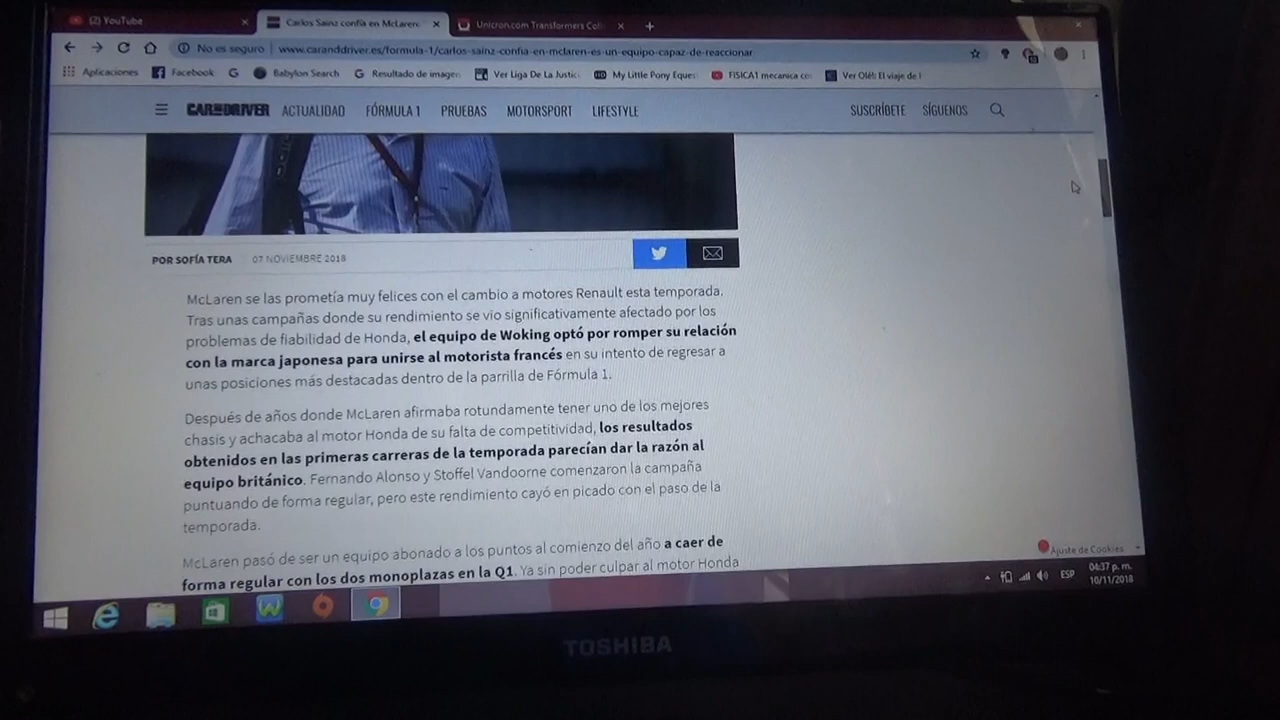 (2) YouTube
Carlos Sainz confía en McLaren:
Unicron.com Transformers Coll
No es seguro
www.caranddriver.es/formula-1/carlos-sainz-confia-en-mclaren-es-un-equipo-capaz-de-reaccionar
Aplicaciones
Facebook
Babylon Search
Resultado de imagen
Ver Liga De La Justic
My Little Pony Eques
FISICA1 mecanica co
Ver Olé!: El viaje de
CAR AND DRIVER
ACTUALIDAD
FÓRMULA 1
PRUEBAS
MOTORSPORT
LIFESTYLE
SUSCRÍBETE
SÍGUENOS
POR SOFÍA TERA
07 NOVIEMBRE 2018
McLaren se las prometía muy felices con el cambio a motores Renault esta temporada.
Tras unas campañas donde su rendimiento se vio significativamente afectado por los
problemas de fiabilidad de Honda, el equipo de Woking optó por romper su relación
con la marca japonesa para unirse al motorista francés en su intento de regresar a
unas posiciones más destacadas dentro de la parrilla de Fórmula 1.
Después de años donde McLaren afirmaba rotundamente tener uno de los mejores
chasis y achacaba al motor Honda de su falta de competitividad, los resultados
obtenidos en las primeras carreras de la temporada parecían dar la razón al
equipo británico. Fernando Alonso y Stoffel Vandoorne comenzaron la campaña
puntuando de forma regular, pero este rendimiento cayó en picado con el paso de la
temporada.
McLaren pasó de ser un equipo abonado a los puntos al comienzo del año a caer de
forma regular con los dos monoplazas en la Q1. Ya sin poder culpar al motor Honda
Ajuste de Cookies
ESP
04:37 p. m.
10/11/2018
TOSHIBA